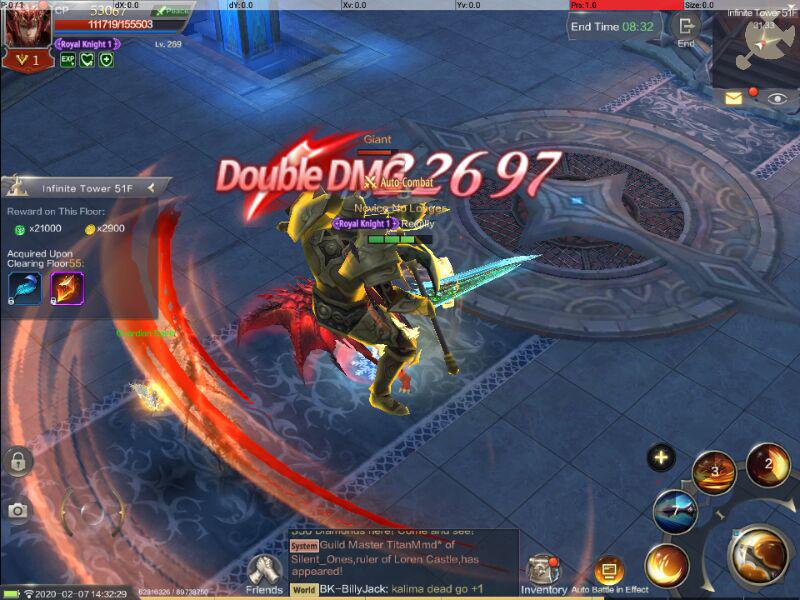 P: 0 / 1
dX: 0.0
dY: 0.0
Xv: 0.0
Yv: 0.0
Prs: 1.0
Size: 0.0
CP 53067
Peace
111719/155503
Royal Knight 1
Lv. 269
V 1
EXP
End Time 08:32
End
Infinite Tower 51F
Giant
Double DMG 2697
Auto-Combat
Novice No Longer
Royal Knight 1
Infinite Tower 51F
Reward on This Floor:
x21000
x2900
Acquired Upon
Clearing Floor55:
3
2
System Guild Master TitanMmd* of
Silent_Ones,ruler of Loren Castle,has
appeared!
World BK-BillyJack: kalima dead go +1
Friends
Inventory
Auto Battle in Effect
2020-02-07 14:32:29